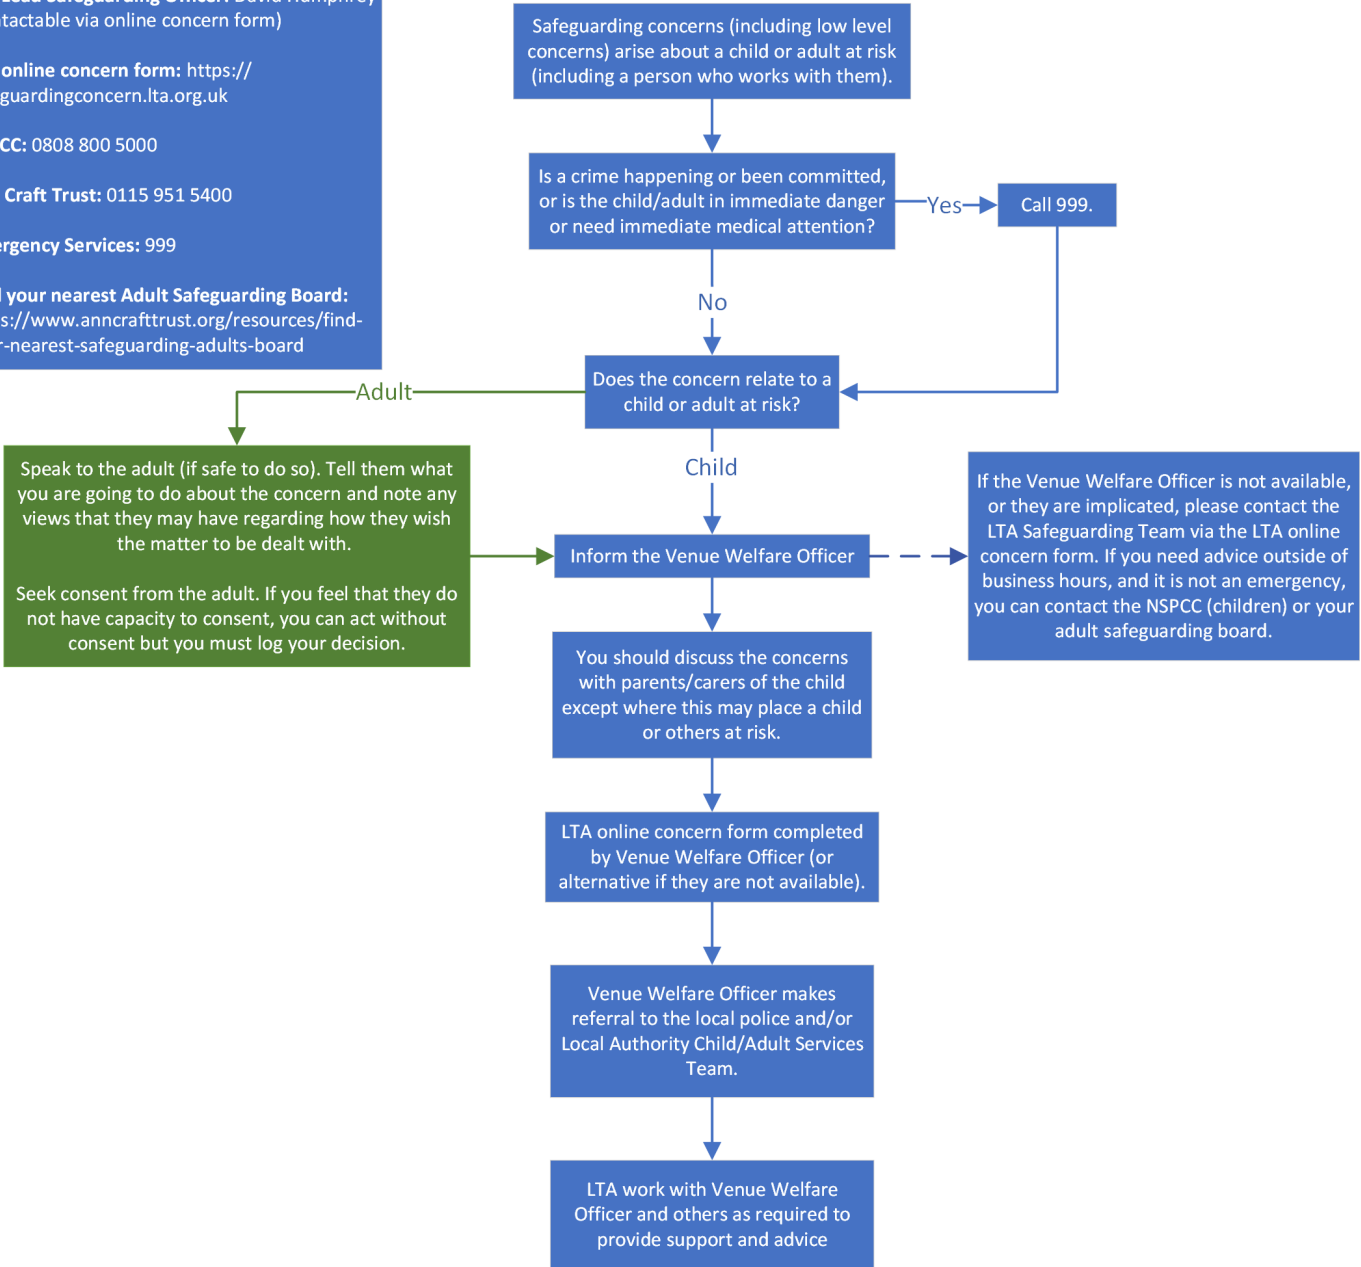 Safeguarding Officer:
(contactable via online concern form)
online concern form: https://
guardingconcern.lta.org.uk
CC: 0808 800 5000
Craft Trust: 0115 951 5400
ergency Services: 999
your nearest Adult Safeguarding Board:
s://www.anncrafttrust.org/resources/find-
r-nearest-safeguarding-adults-board
Safeguarding concerns (including low level
concerns) arise about a child or adult at risk
(including a person who works with them).
Is a crime happening or been committed,
or is the child/adult in immediate danger
or need immediate medical attention?
Yes
Call 999.
No
Does the concern relate to a
child or adult at risk?
Adult
Child
Speak to the adult (if safe to do so). Tell them what
you are going to do about the concern and note any
views that they may have regarding how they wish
the matter to be dealt with.
Seek consent from the adult. If you feel that they do
not have capacity to consent, you can act without
consent but you must log your decision.
Inform the Venue Welfare Officer
If the Venue Welfare Officer is not available,
or they are implicated, please contact the
LTA Safeguarding Team via the LTA online
concern form. If you need advice outside of
business hours, and it is not an emergency,
you can contact the NSPCC (children) or your
adult safeguarding board.
You should discuss the concerns
with parents/carers of the child
except where this may place a child
or others at risk.
LTA online concern form completed
by Venue Welfare Officer (or
alternative if they are not available).
Venue Welfare Officer makes
referral to the local police and/or
Local Authority Child/Adult Services
Team.
LTA work with Venue Welfare
Officer and others as required to
provide support and advice